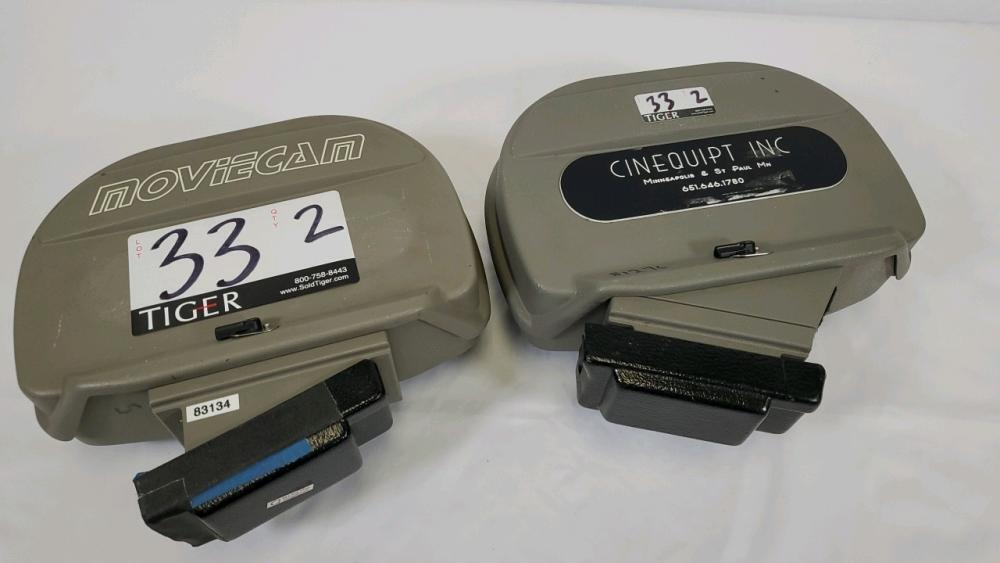 MOVIECAM
LOT
33
QTY
2
800-758-8443
www.SoldTiger.com
TIGER
83134
33 2
TIGER
CINEQUIPT INC
MINNEAPOLIS & ST PAUL MN
651.646.1780